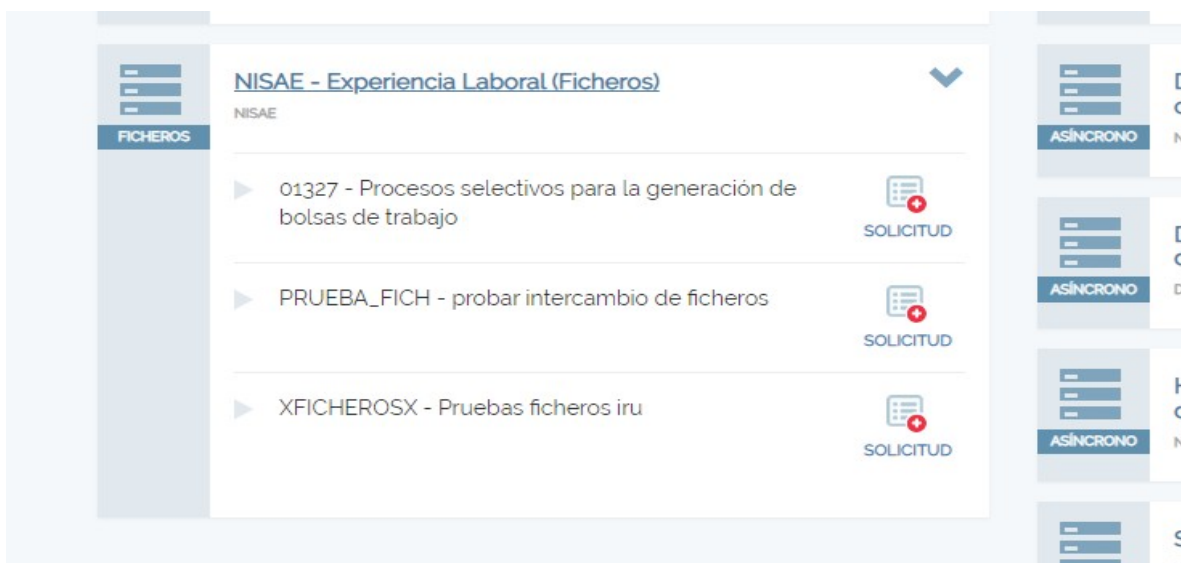 NISAE - Experiencia Laboral (Ficheros)
NISAE
FICHEROS
01327 - Procesos selectivos para la generación de
bolsas de trabajo
SOLICITUD
PRUEBA_FICH - probar intercambio de ficheros
SOLICITUD
XFICHEROSX - Pruebas ficheros iru
SOLICITUD
ASÍNCRONO
ASÍNCRONO
ASÍNCRONO